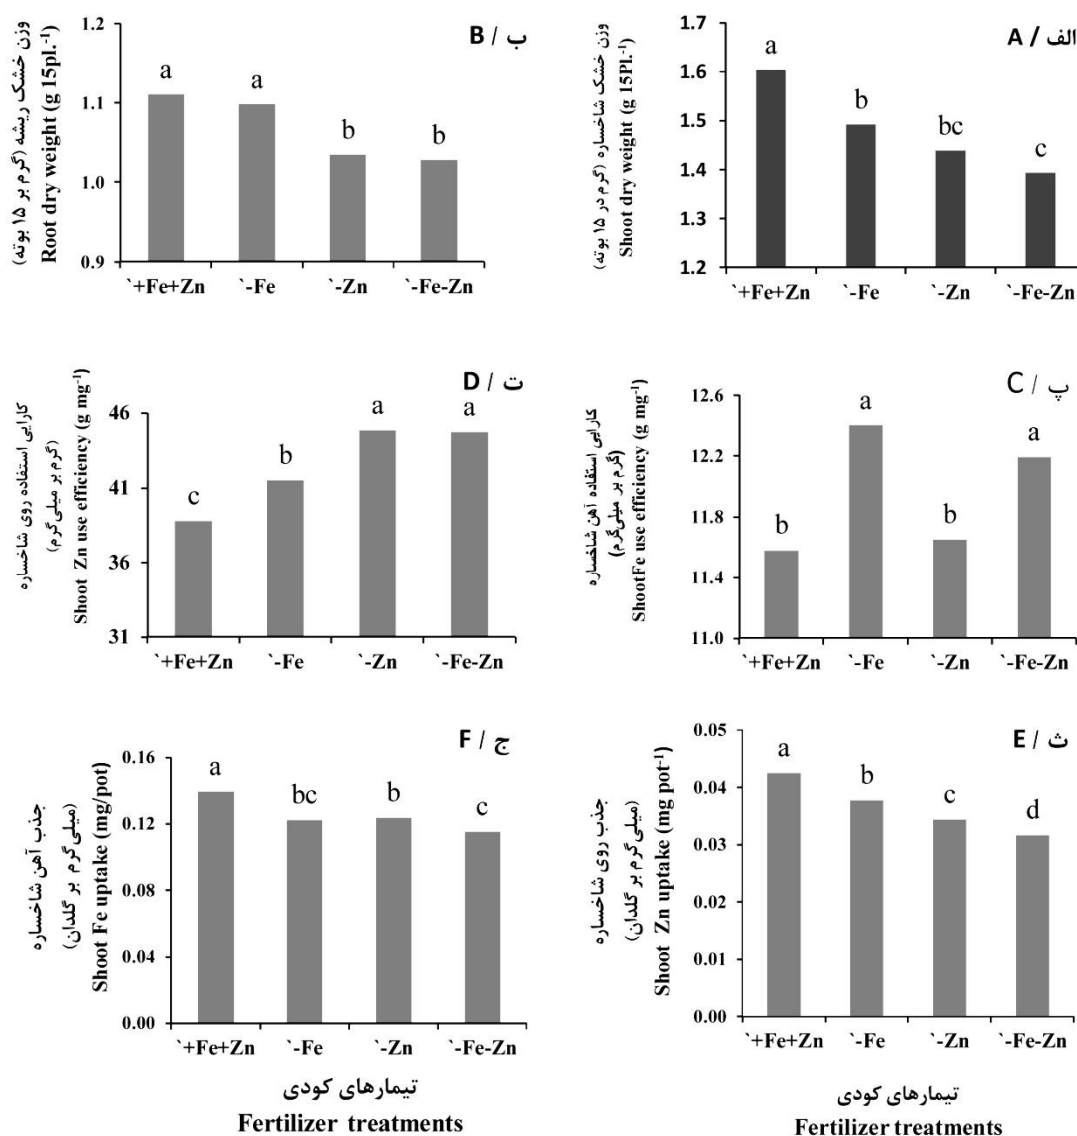 ب / B
وزن خشک ریشه (گرم بر ۱۵ بوته)
Root dry weight (g 15pl.⁻¹)
1.2
1.1
1.0
0.9
a
a
b
b
`+Fe+Zn
`-Fe
`-Zn
`-Fe-Zn
الف / A
وزن خشک شاخساره (گرم در ۱۵ بوته)
Shoot dry weight (g 15Pl.⁻¹)
1.7
1.6
1.5
1.4
1.3
1.2
a
b
bc
c
`+Fe+Zn
`-Fe
`-Zn
`-Fe-Zn
ت / D
کارایی استفاده روی شاخساره
(گرم بر میلی‌گرم)
Shoot Zn use efficiency (g mg⁻¹)
46
41
36
31
c
b
a
a
`+Fe+Zn
`-Fe
`-Zn
`-Fe-Zn
پ / C
کارایی استفاده آهن شاخساره
(گرم بر میلی‌گرم)
ShootFe use efficiency (g mg⁻¹)
12.6
12.2
11.8
11.4
11.0
b
a
b
a
`+Fe+Zn
`-Fe
`-Zn
`-Fe-Zn
ج / F
جذب آهن شاخساره
(میلی‌گرم بر گلدان)
Shoot Fe uptake (mg/pot)
0.16
0.12
0.08
0.04
0.00
a
bc
b
c
`+Fe+Zn
`-Fe
`-Zn
`-Fe-Zn
تیمارهای کودی
Fertilizer treatments
ث / E
جذب روی شاخساره
(میلی‌گرم بر گلدان)
Shoot Zn uptake (mg pot⁻¹)
0.05
0.04
0.03
0.02
0.01
0.00
a
b
c
d
`+Fe+Zn
`-Fe
`-Zn
`-Fe-Zn
تیمارهای کودی
Fertilizer treatments